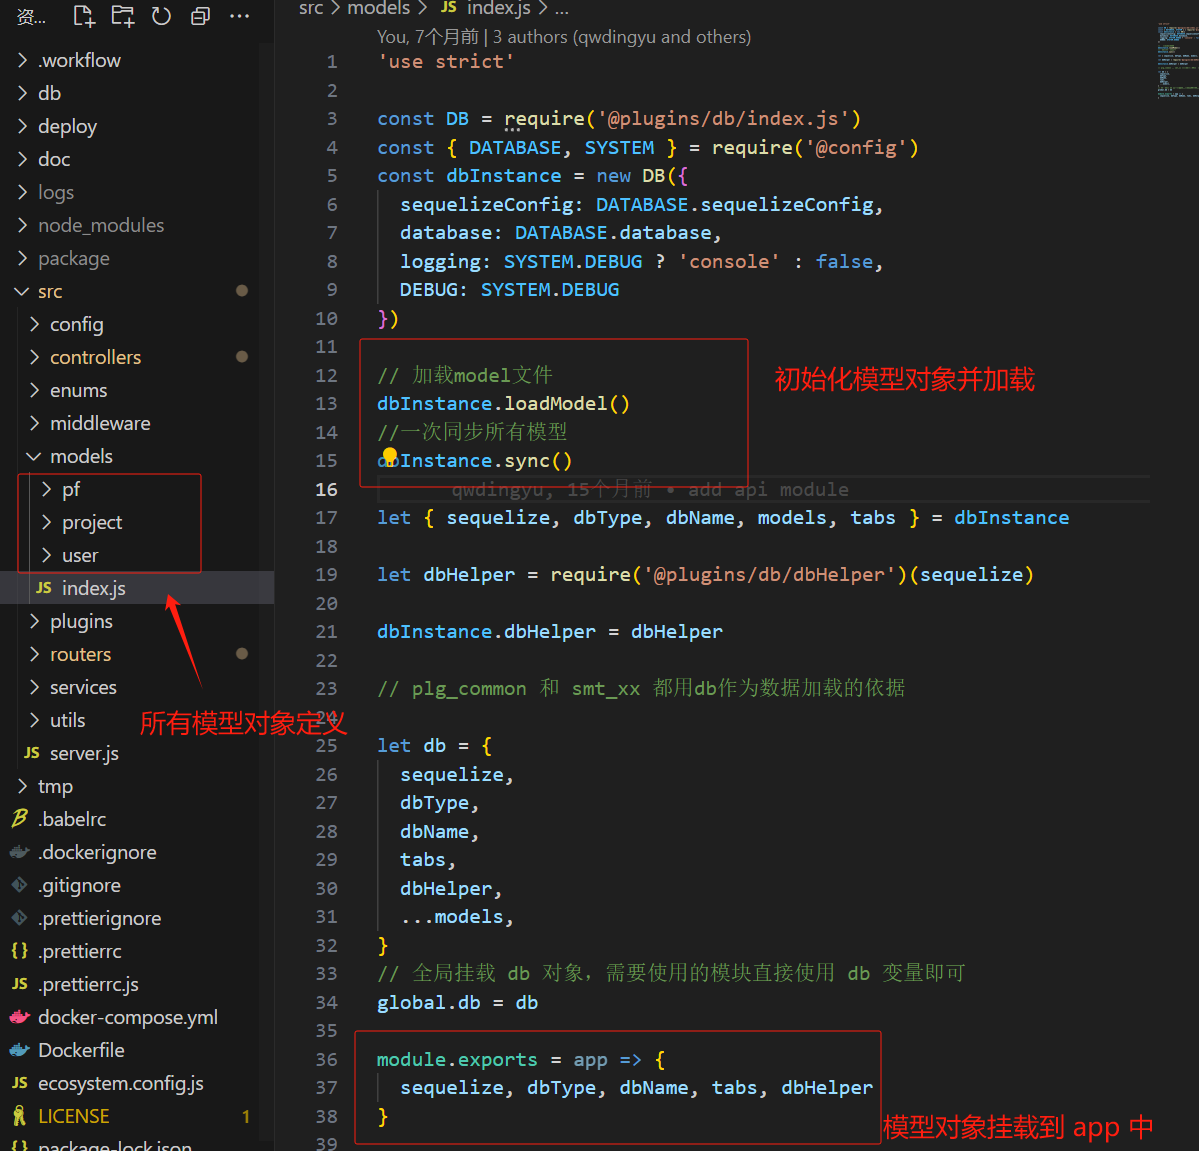 资...
.workflow
db
deploy
doc
logs
node_modules
package
src
config
controllers
enums
middleware
models
pf
project
user
JS index.js
plugins
routers
services
utils
所有模型对象定义
JS server.js
tmp
.babelrc
.dockerignore
.gitignore
.prettierignore
{} .prettierrc
JS .prettierrc.js
docker-compose.yml
Dockerfile
JS ecosystem.config.js
LICENSE 1
{} package-lock.json
src > models > JS index.js > ...
You, 7个月前 | 3 authors (qwdingyu and others)
1 'use strict'
2
3 const DB = require('@plugins/db/index.js')
4 const { DATABASE, SYSTEM } = require('@config')
5 const dbInstance = new DB({
6 sequelizeConfig: DATABASE.sequelizeConfig,
7 database: DATABASE.database,
8 logging: SYSTEM.DEBUG ? 'console' : false,
9 DEBUG: SYSTEM.DEBUG
10 })
11
12 // 加载model文件
初始化模型对象并加载
13 dbInstance.loadModel()
14 //一次同步所有模型
15 dbInstance.sync()
16 qwdingyu, 15个月前 • add api module
17 let { sequelize, dbType, dbName, models, tabs } = dbInstance
18
19 let dbHelper = require('@plugins/db/dbHelper')(sequelize)
20
21 dbInstance.dbHelper = dbHelper
22
23 // plg_common 和 smt_xx 都用db作为数据加载的依据
24
25 let db = {
26 sequelize,
27 dbType,
28 dbName,
29 tabs,
30 dbHelper,
31 ...models,
32 }
33 // 全局挂载 db 对象，需要使用的模块直接使用 db 变量即可
34 global.db = db
35
36 module.exports = app => {
37 sequelize, dbType, dbName, tabs, dbHelper
38 }
模型对象挂载到 app 中
39